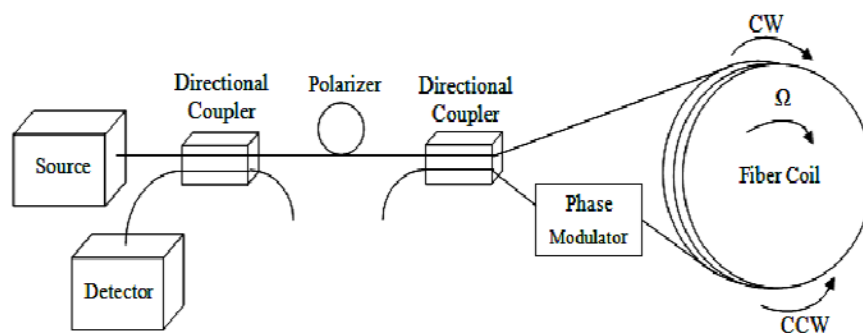 CW
Directional
Coupler
Polarizer
Directional
Coupler
Ω
Source
Fiber Coil
Phase
Modulator
Detector
CCW